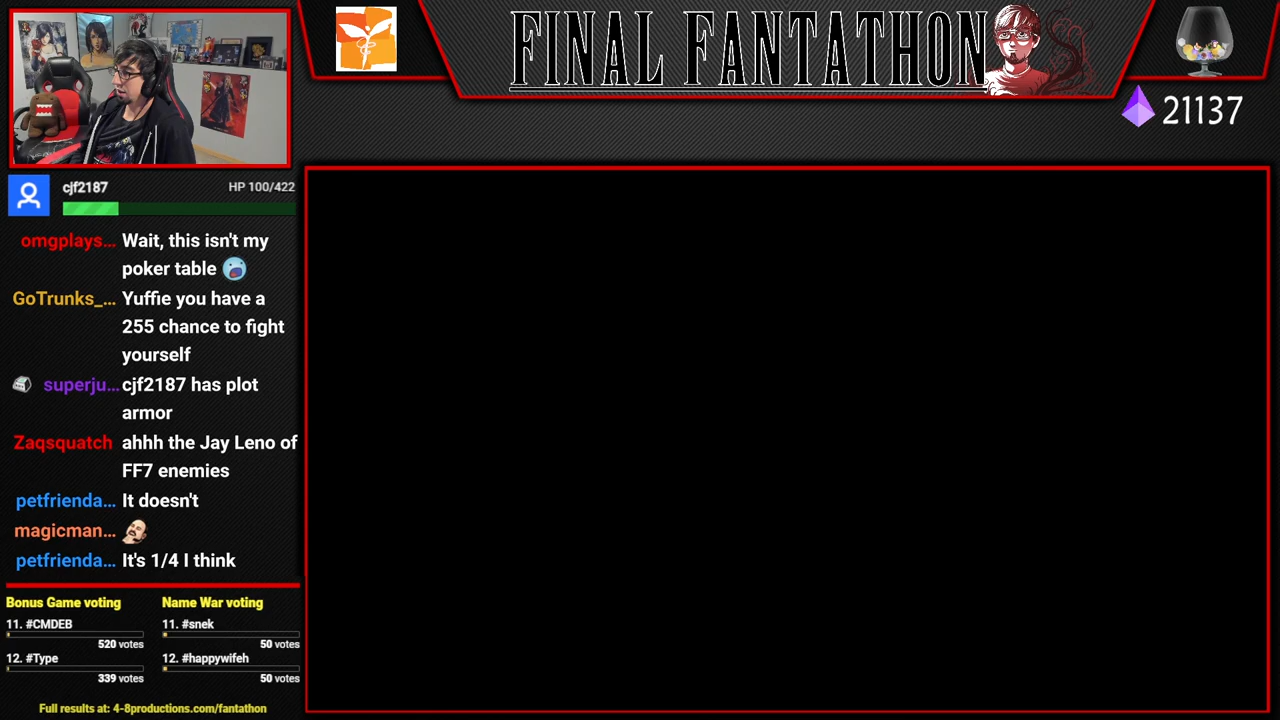 FINAL FANTATHON
21137
cjf2187 HP 100/422
omgplays... Wait, this isn't my
poker table
GoTrunks_... Yuffie you have a
255 chance to fight
yourself
superju... cjf2187 has plot
armor
Zaqsquatch ahhh the Jay Leno of
FF7 enemies
petfrienda... It doesn't
magicman...
petfrienda... It's 1/4 I think
Bonus Game voting Name War voting
11. #CMDEB 11. #snek
520 votes 50 votes
12. #Type 12. #happywifeh
339 votes 50 votes
Full results at: 4-8productions.com/fantathon